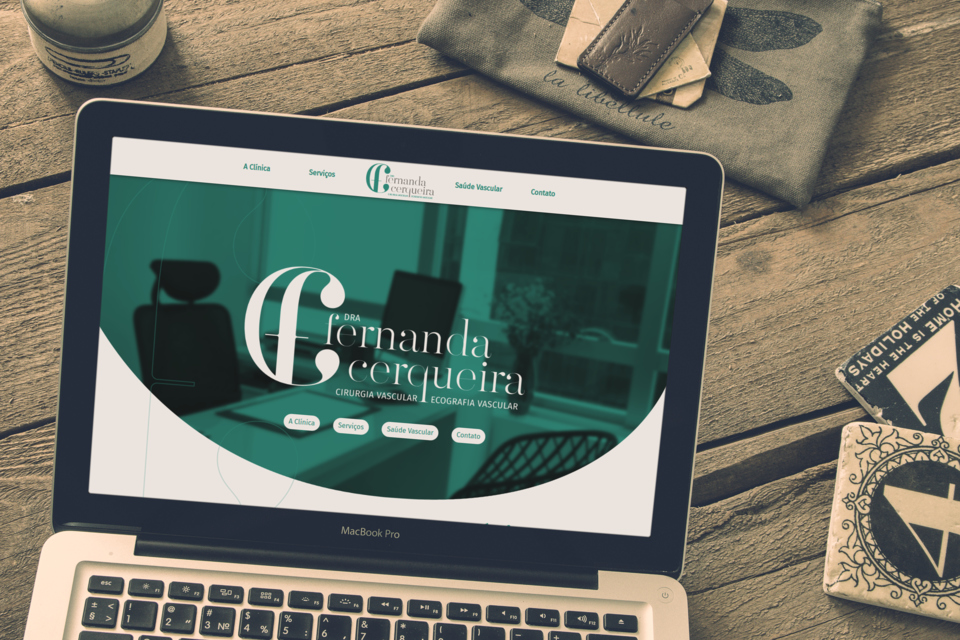 la libellule
HOME IS THE HEART
OF THE HOLIDAYS
A Clínica
Serviços
fernanda
cerqueira
Saúde Vascular
Contato
DRA
fernanda
cerqueira
CIRURGIA VASCULAR
ECOGRAFIA VASCULAR
A Clínica
Serviços
Saúde Vascular
Contato
MacBook Pro
esc